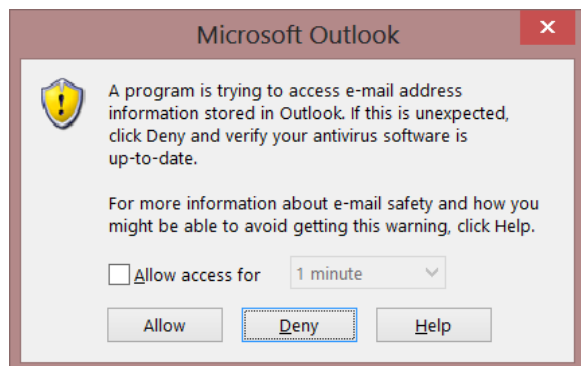 Microsoft Outlook
x
A program is trying to access e-mail address
information stored in Outlook. If this is unexpected,
click Deny and verify your antivirus software is
up-to-date.
For more information about e-mail safety and how you
might be able to avoid getting this warning, click Help.
Allow access for 1 minute
Allow Deny Help